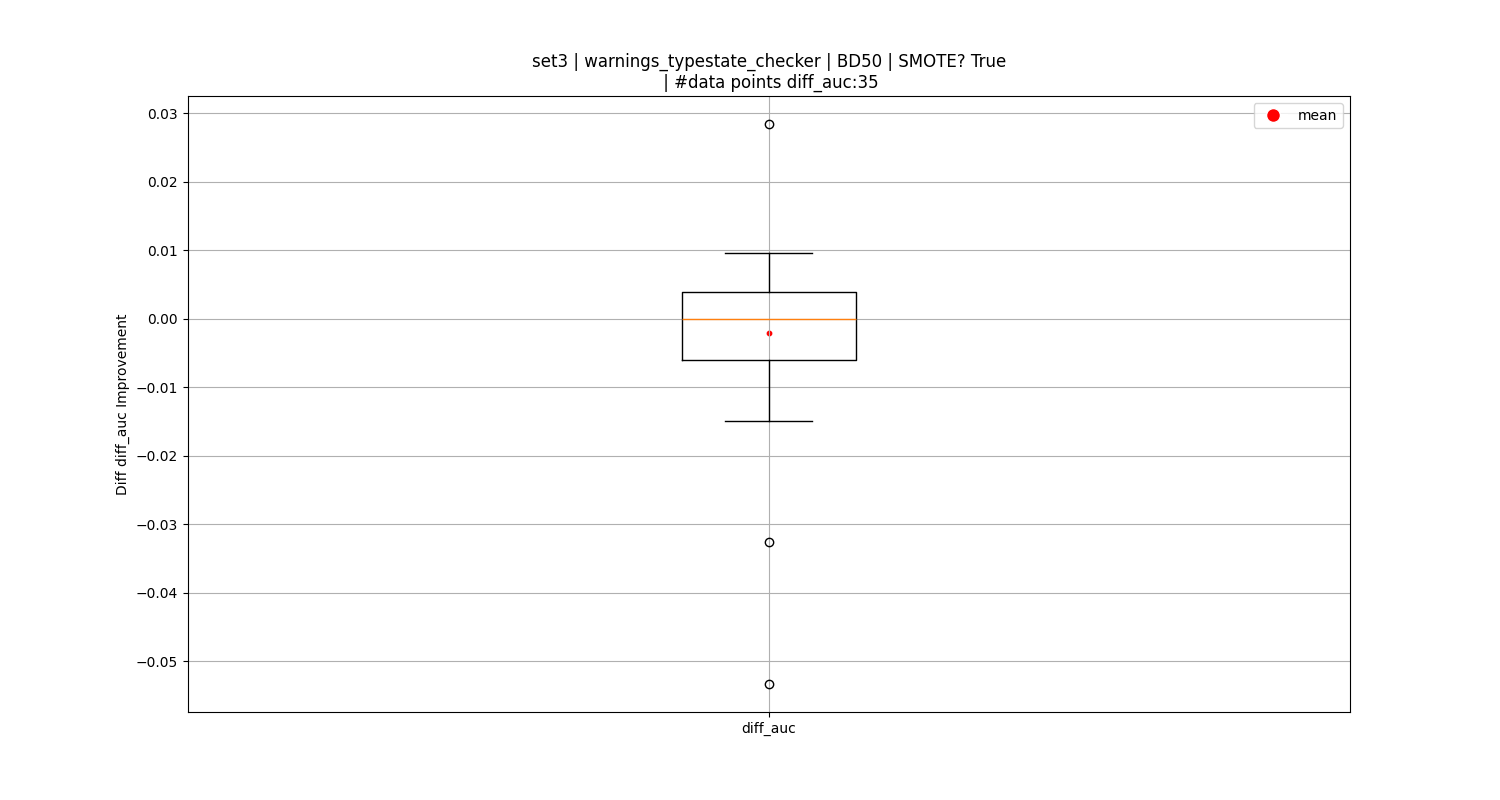 set3 | warnings_typestate_checker | BD50 | SMOTE? True
| #data points diff_auc:35
mean
0.03
0.02
0.01
0.00
−0.01
−0.02
−0.03
−0.04
−0.05
Diff diff_auc Improvement
diff_auc